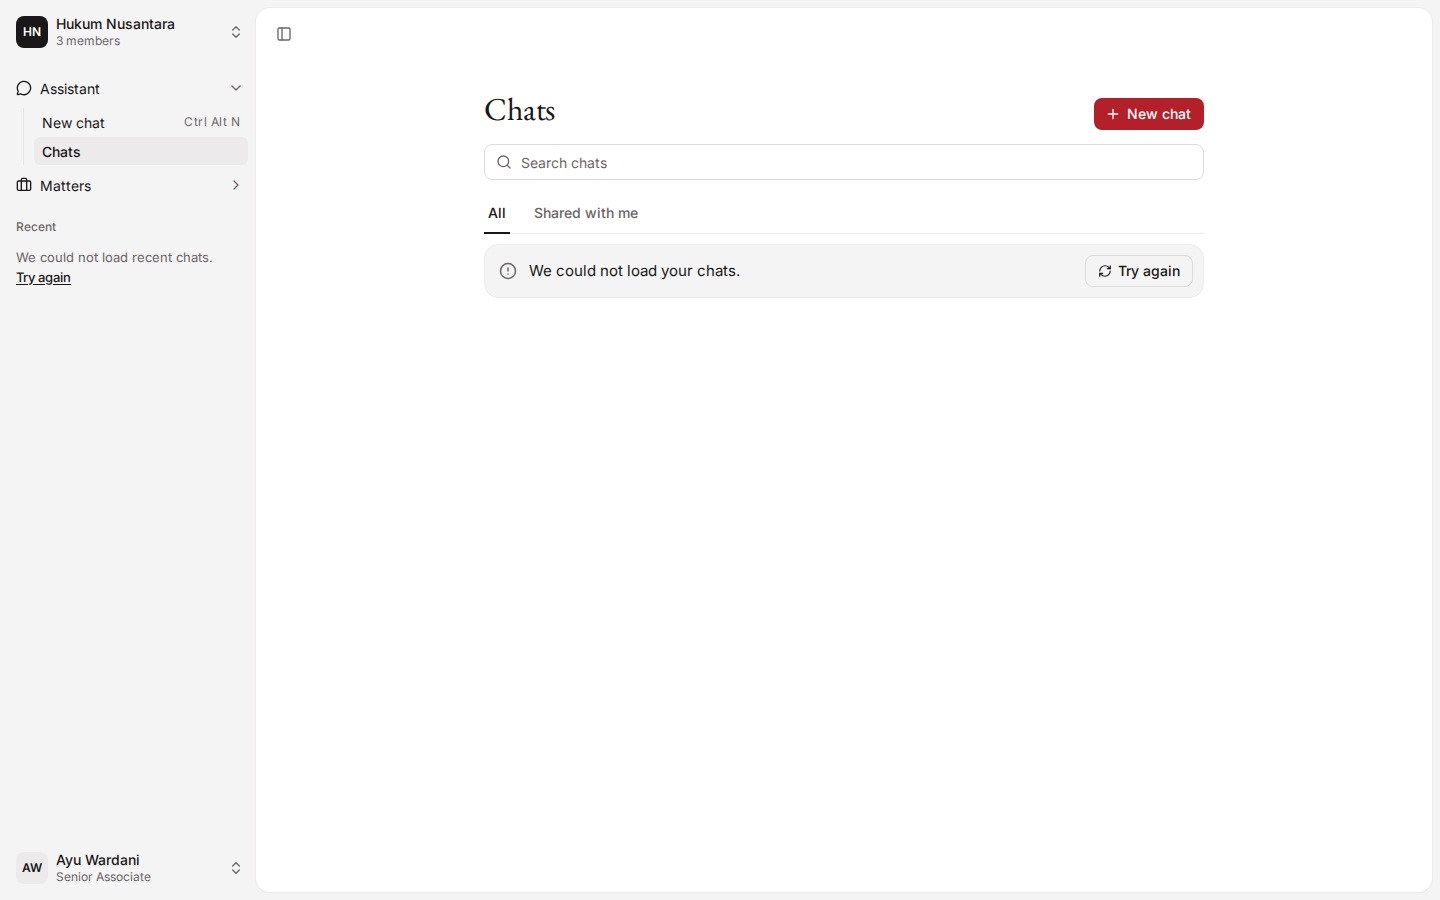 HN
Hukum Nusantara
3 members
Assistant
New chat Ctrl Alt N
Chats
Matters
Recent
We could not load recent chats.
Try again
AW
Ayu Wardani
Senior Associate
Chats
New chat
Search chats
All Shared with me
We could not load your chats.
Try again